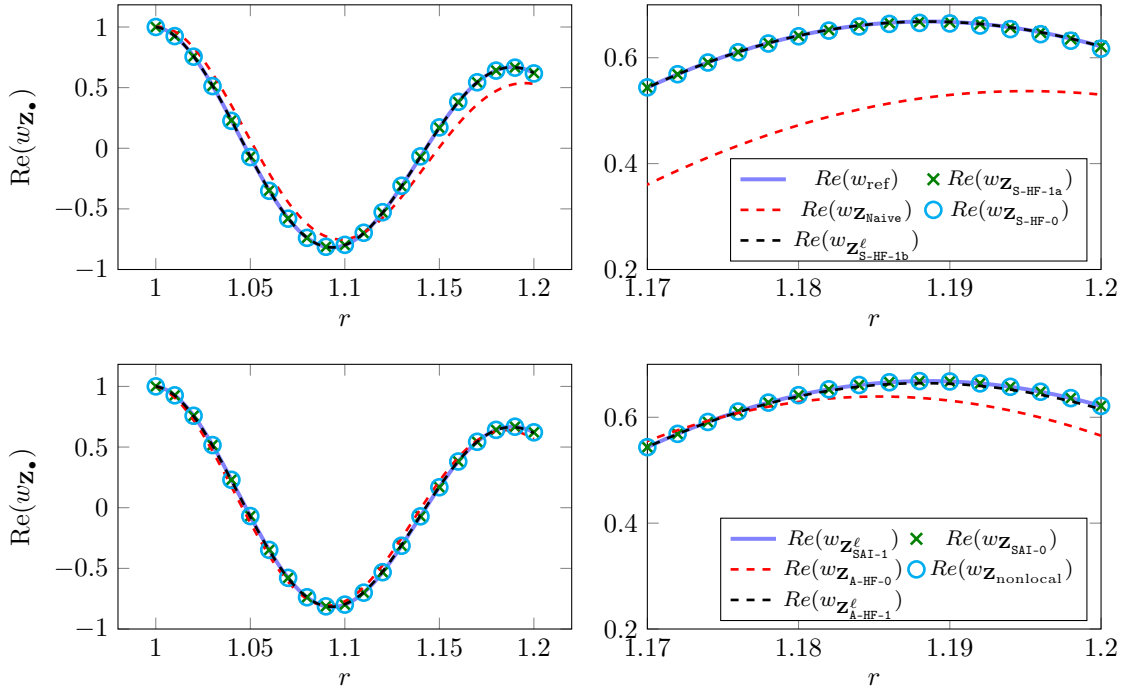 1
0.5
0
−0.5
−1
1
1.05
1.1
1.15
1.2
r
Re(w_{Z_•})
0.6
0.4
0.2
1.17
1.18
1.19
1.2
r
Re(w_{ref})
Re(w_{Z_{S-HF-1a}})
Re(w_{Z_{Naive}})
Re(w_{Z_{S-HF-0}})
Re(w_{Z^ℓ_{S-HF-1b}})
1
0.5
0
−0.5
−1
1
1.05
1.1
1.15
1.2
r
Re(w_{Z_•})
0.6
0.4
0.2
1.17
1.18
1.19
1.2
r
Re(w_{Z^ℓ_{SAI-1}})
Re(w_{Z_{SAI-0}})
Re(w_{Z_{A-HF-0}})
Re(w_{Z_{nonlocal}})
Re(w_{Z^ℓ_{A-HF-1}})